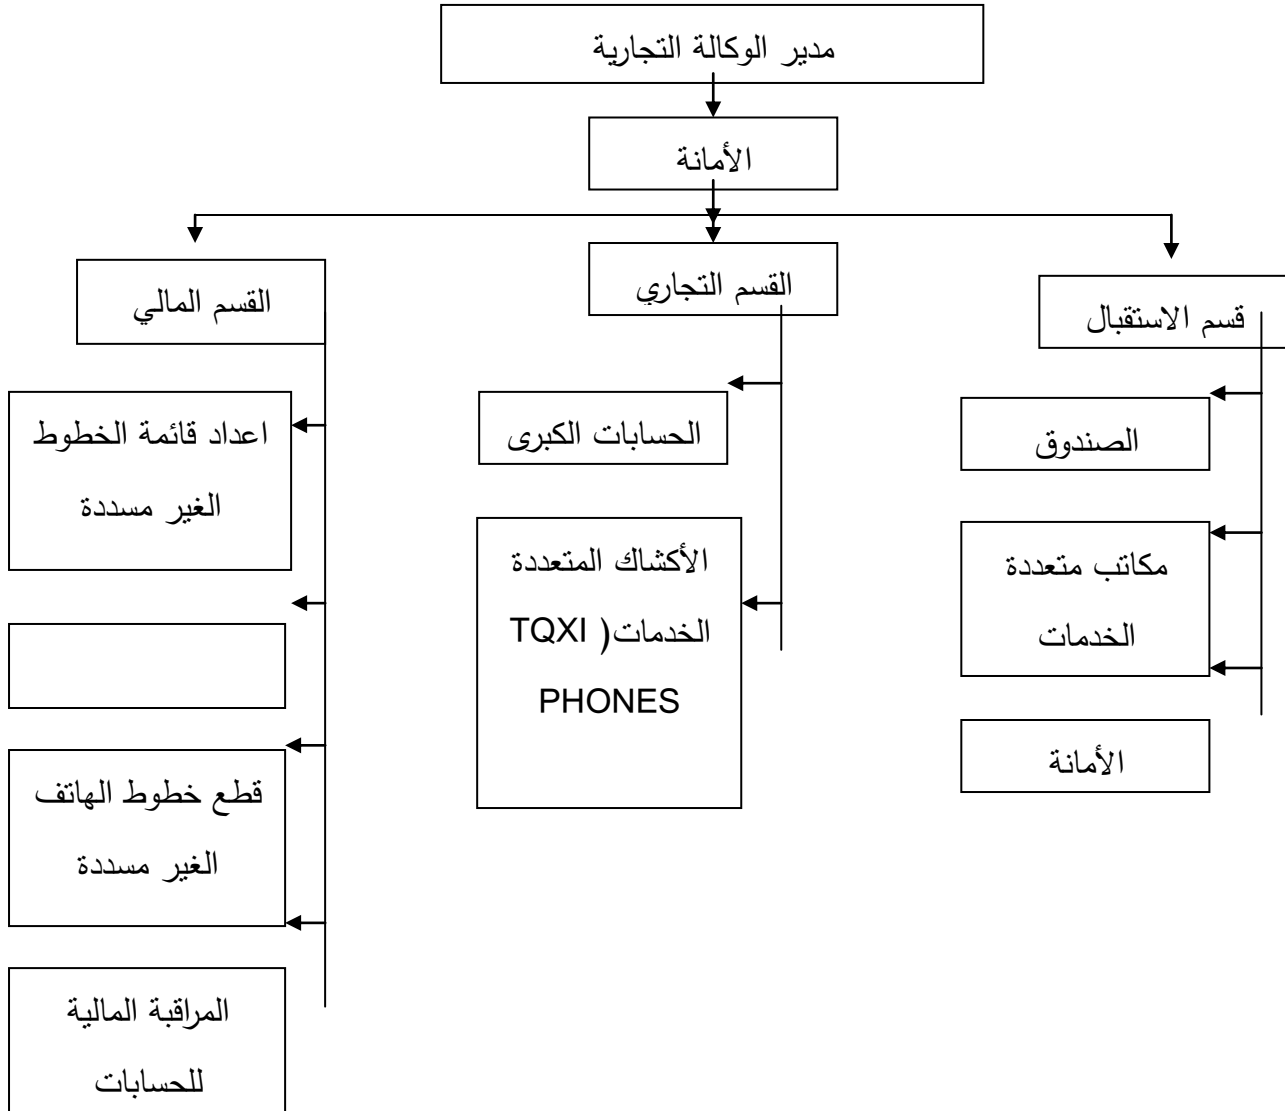 مدير الوكالة التجارية
الأمانة
قسم الاستقبال
القسم التجاري
القسم المالي
الصندوق
مكاتب متعددة
الخدمات
الأمانة
الحسابات الكبرى
الأكشاك المتعددة
الخدمات( TQXI
PHONES
اعداد قائمة الخطوط
الغير مسددة
قطع خطوط الهاتف
الغير مسددة
المراقبة المالية
للحسابات